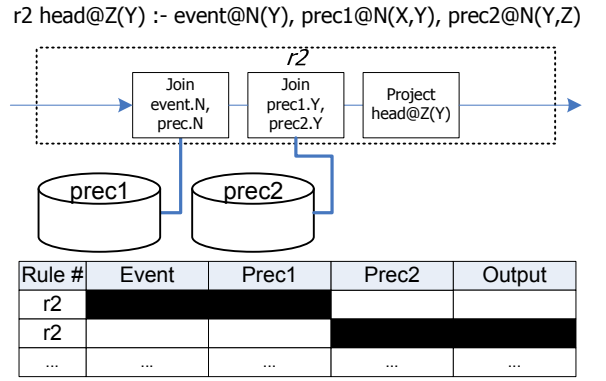 r2 head@Z(Y) :- event@N(Y), prec1@N(X,Y), prec2@N(Y,Z)
r2
Join
event.N,
prec.N
Join
prec1.Y,
prec2.Y
Project
head@Z(Y)
prec1
prec2
Rule # Event Prec1 Prec2 Output
r2
r2
... ... ... ... ...